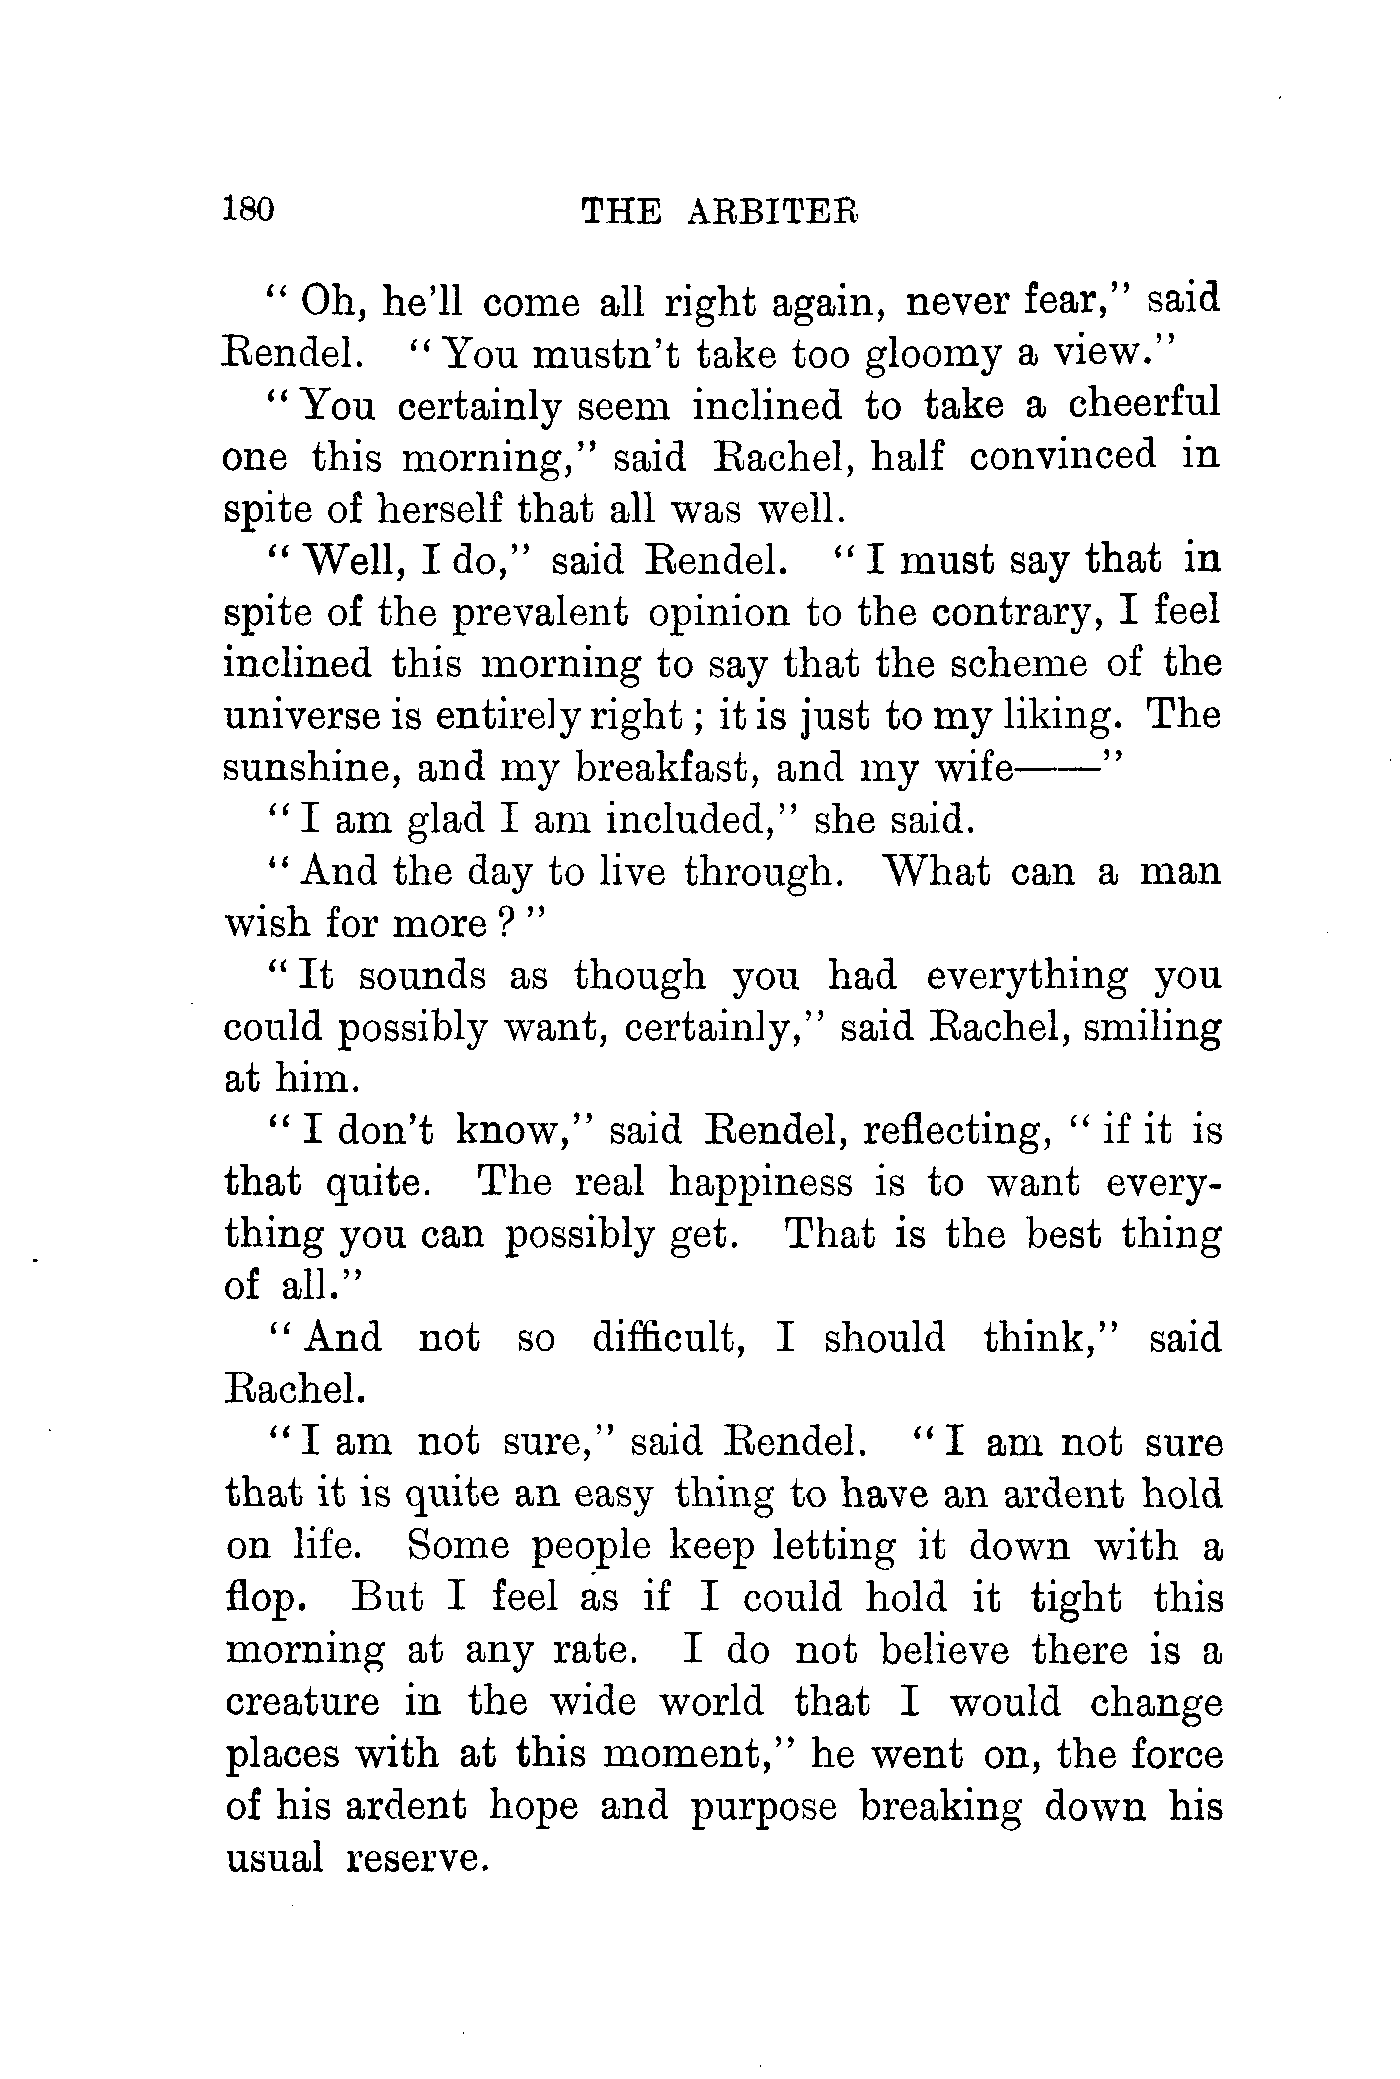 180 THE ARBITER
“ Oh, he'll come all right again, never fear,” said
Rendel. “ You mustn't take too gloomy a view.”
“ You certainly seem inclined to take a cheerful
one this morning,” said Rachel, half convinced in
spite of herself that all was well.
“ Well, I do,” said Rendel. “ I must say that in
spite of the prevalent opinion to the contrary, I feel
inclined this morning to say that the scheme of the
universe is entirely right ; it is just to my liking. The
sunshine, and my breakfast, and my wife——”
“ I am glad I am included,” she said.
“ And the day to live through. What can a man
wish for more ? ”
“ It sounds as though you had everything you
could possibly want, certainly,” said Rachel, smiling
at him.
“ I don't know,” said Rendel, reflecting, “ if it is
that quite. The real happiness is to want every-
thing you can possibly get. That is the best thing
of all.”
“ And not so difficult, I should think,” said
Rachel.
“ I am not sure,” said Rendel. “ I am not sure
that it is quite an easy thing to have an ardent hold
on life. Some people keep letting it down with a
flop. But I feel as if I could hold it tight this
morning at any rate. I do not believe there is a
creature in the wide world that I would change
places with at this moment,” he went on, the force
of his ardent hope and purpose breaking down his
usual reserve.